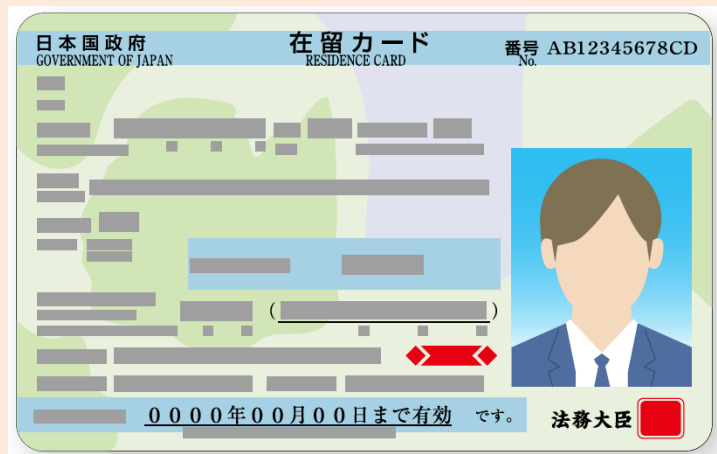 日本国政府 在留カード 番号 AB12345678CD
GOVERNMENT OF JAPAN RESIDENCE CARD No.
0000年00月00日まで有効 です。
法務大臣